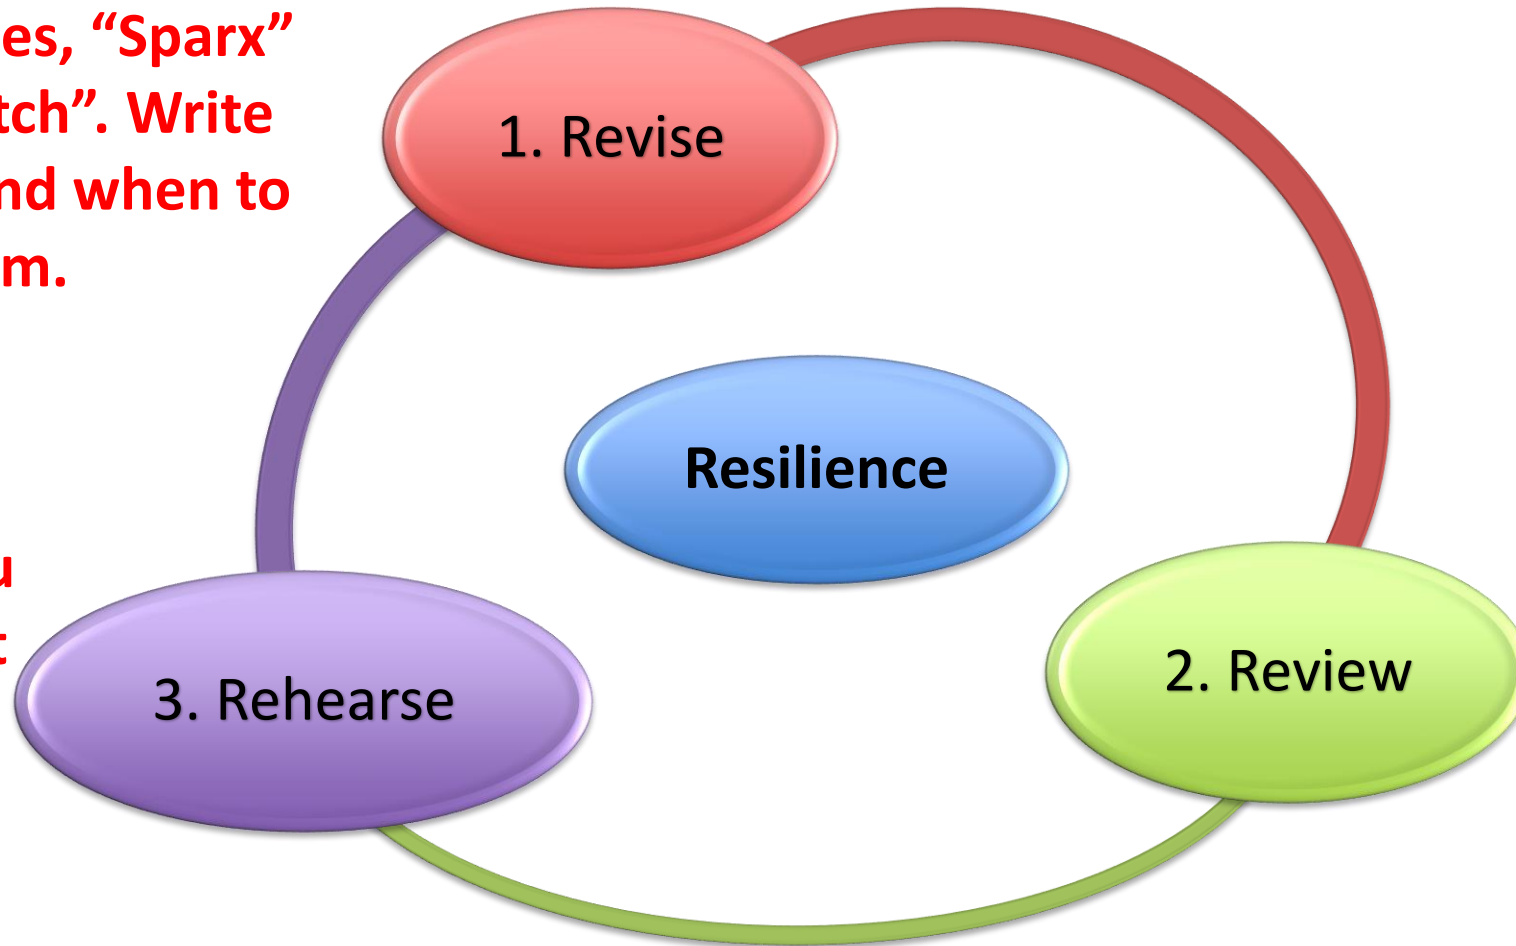 es, “Sparx”
tch”. Write
nd when to
m.
1. Revise
Resilience
u
t
3. Rehearse
2. Review